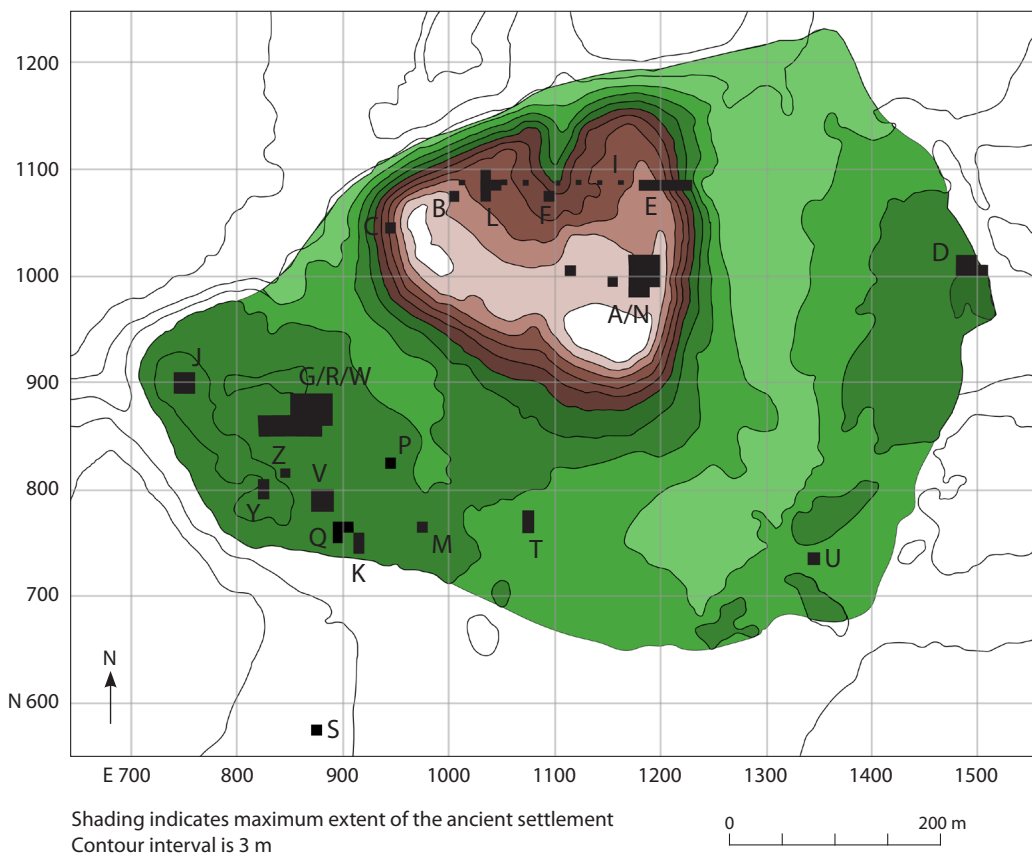 1200
1100
1000
900
800
700
N 600
I
B
L
F
E
C
A/N
D
J
G/R/W
P
Z
V
Y
Q
M
K
T
U
N
S
E 700
800
900
1000
1100
1200
1300
1400
1500
Shading indicates maximum extent of the ancient settlement
Contour interval is 3 m
0
200 m